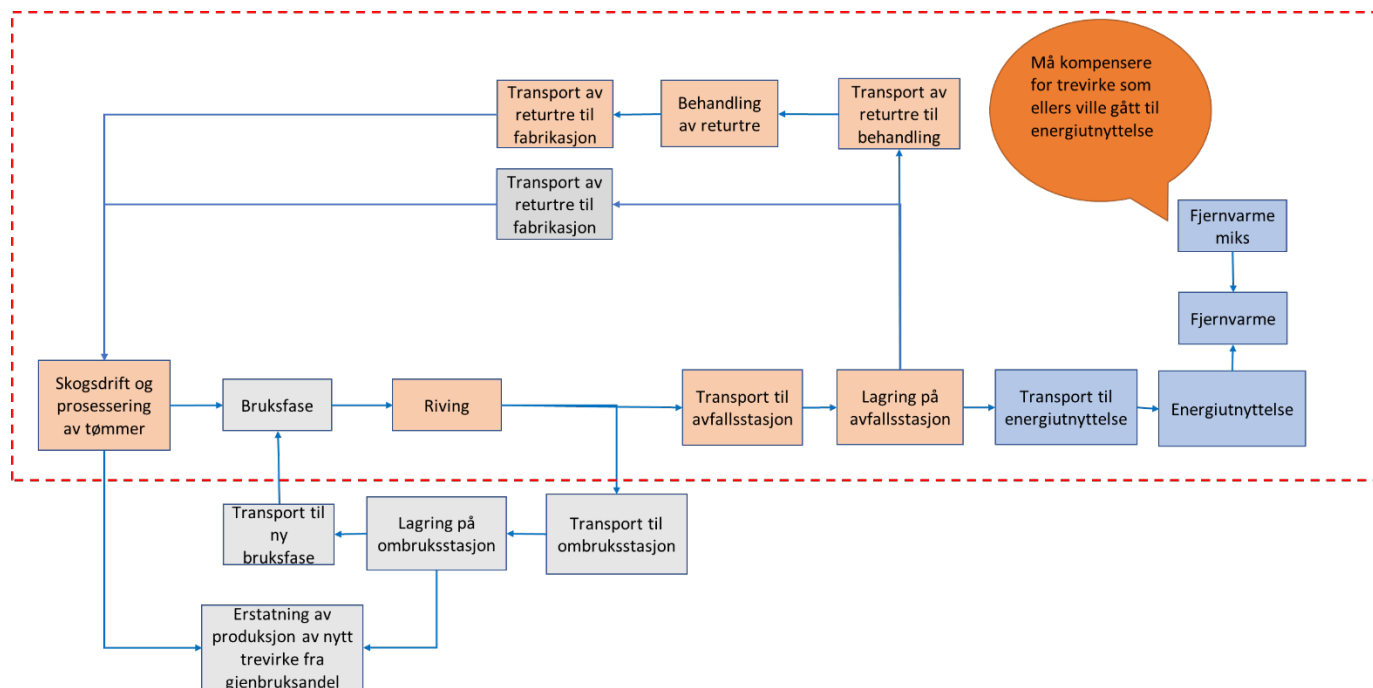 Må kompensere
for trevirke som
ellers ville gått til
energiutnyttelse
Transport av
returtre til
fabrikasjon
Behandling
av returtre
Transport av
returtre til
behandling
Transport av
returtre til
fabrikasjon
Fjernvarme
miks
Fjernvarme
Skogsdrift og
prosessering
av tømmer
Bruksfase
Riving
Transport til
avfallsstasjon
Lagring på
avfallsstasjon
Transport til
energiutnyttelse
Energiutnyttelse
Transport til
ny
bruksfase
Lagring på
ombruksstasjon
Transport til
ombruksstasjon
Erstatning av
produksjon av nytt
trevirke fra
gjenbruksandel